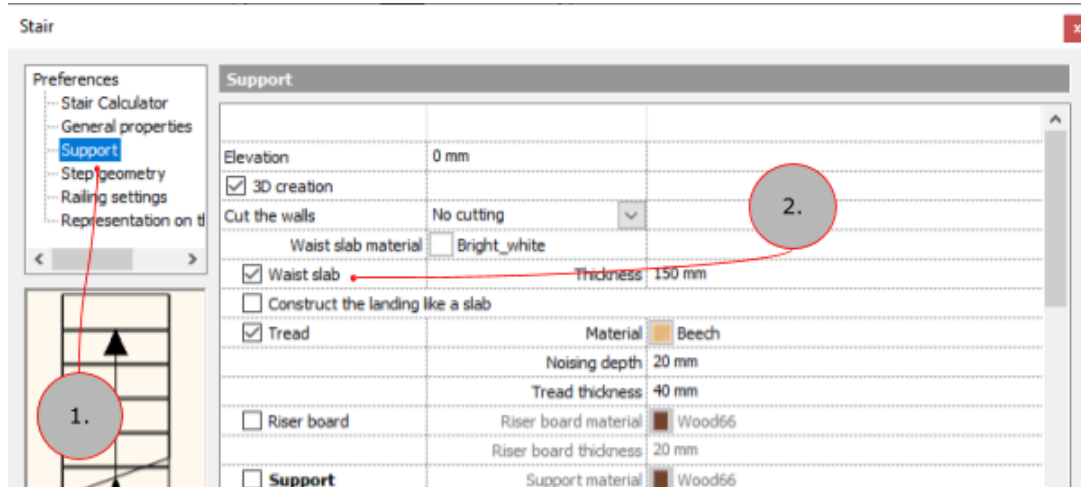 Stair
x
Preferences
Stair Calculator
General properties
Support
Step geometry
Railing settings
Representation on tl
Support
Elevation 0 mm
3D creation
Cut the walls No cutting
Waist slab material Bright_white
Waist slab Thickness 150 mm
Construct the landing like a slab
Tread Material Beech
Noising depth 20 mm
Tread thickness 40 mm
Riser board Riser board material Wood66
Riser board thickness 20 mm
Support Support material Wood66
1.
2.